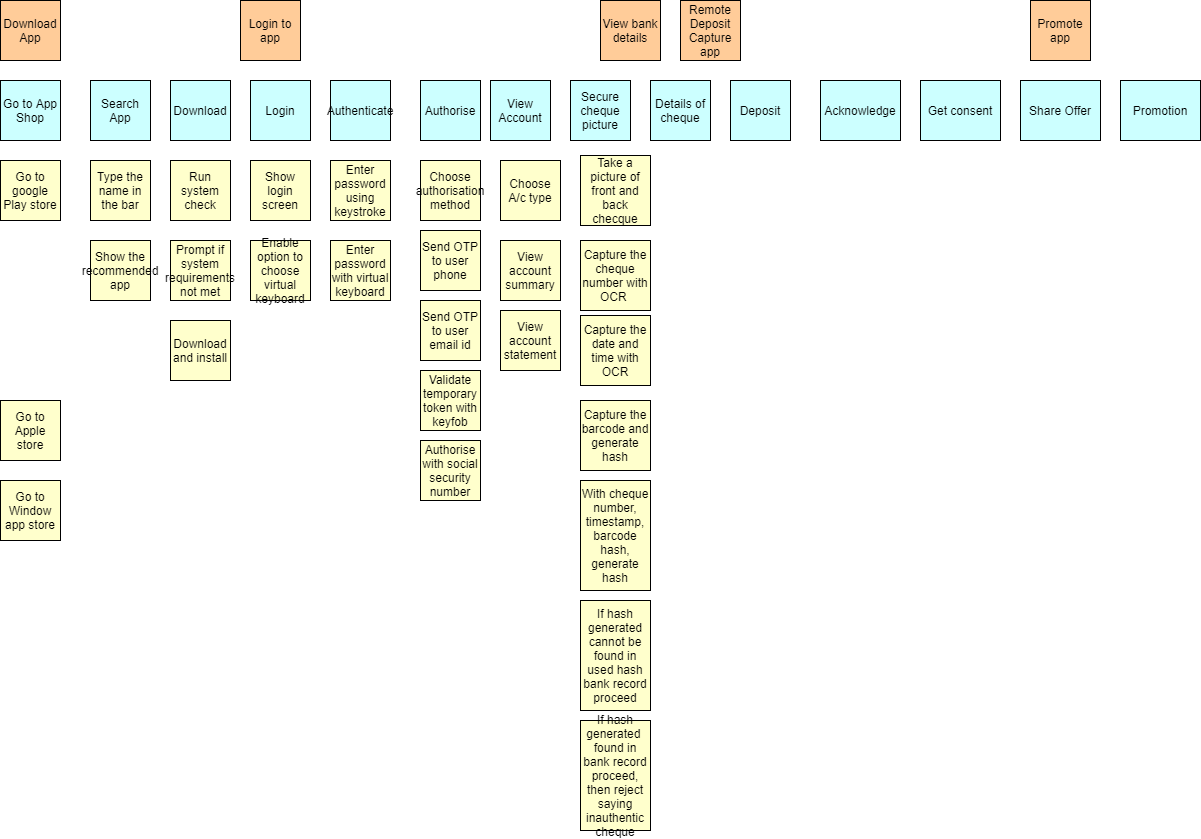 Download
App
Login to
app
View bank
details
Remote
Deposit
Capture
app
Promote
app
Go to App
Shop
Search
App
Download
Login
Authenticate
Authorise
View
Account
Secure
cheque
picture
Details of
cheque
Deposit
Acknowledge
Get consent
Share Offer
Promotion
Go to
google
Play store
Type the
name in
the bar
Run
system
check
Show
login
screen
Enter
password
using
keystroke
Choose
authorisation
method
Choose
A/c type
Take a
picture of
front and
back
checque
Show the
recommended
app
Prompt if
system
requirements
not met
Enable
option to
choose
virtual
keyboard
Enter
password
with virtual
keyboard
Send OTP
to user
phone
View
account
summary
Capture the
cheque
number with
OCR
Download
and install
Send OTP
to user
email id
View
account
statement
Capture the
date and
time with
OCR
Go to
Apple
store
Validate
temporary
token with
keyfob
Capture the
barcode and
generate
hash
Go to
Window
app store
Authorise
with social
security
number
With cheque
number,
timestamp,
barcode
hash,
generate
hash
If hash
generated
cannot be
found in
used hash
bank record
proceed
If hash
generated
found in
bank record
proceed,
then reject
saying
inauthentic
cheque